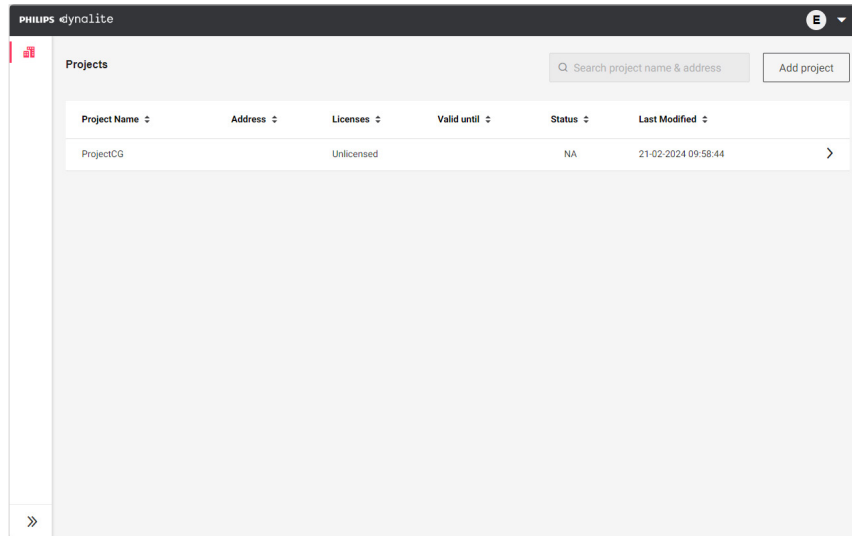 PHILIPS dynalite
E
Projects
Search project name & address
Add project
Project Name Address Licenses Valid until Status Last Modified
ProjectCG Unlicensed NA 21-02-2024 09:58:44